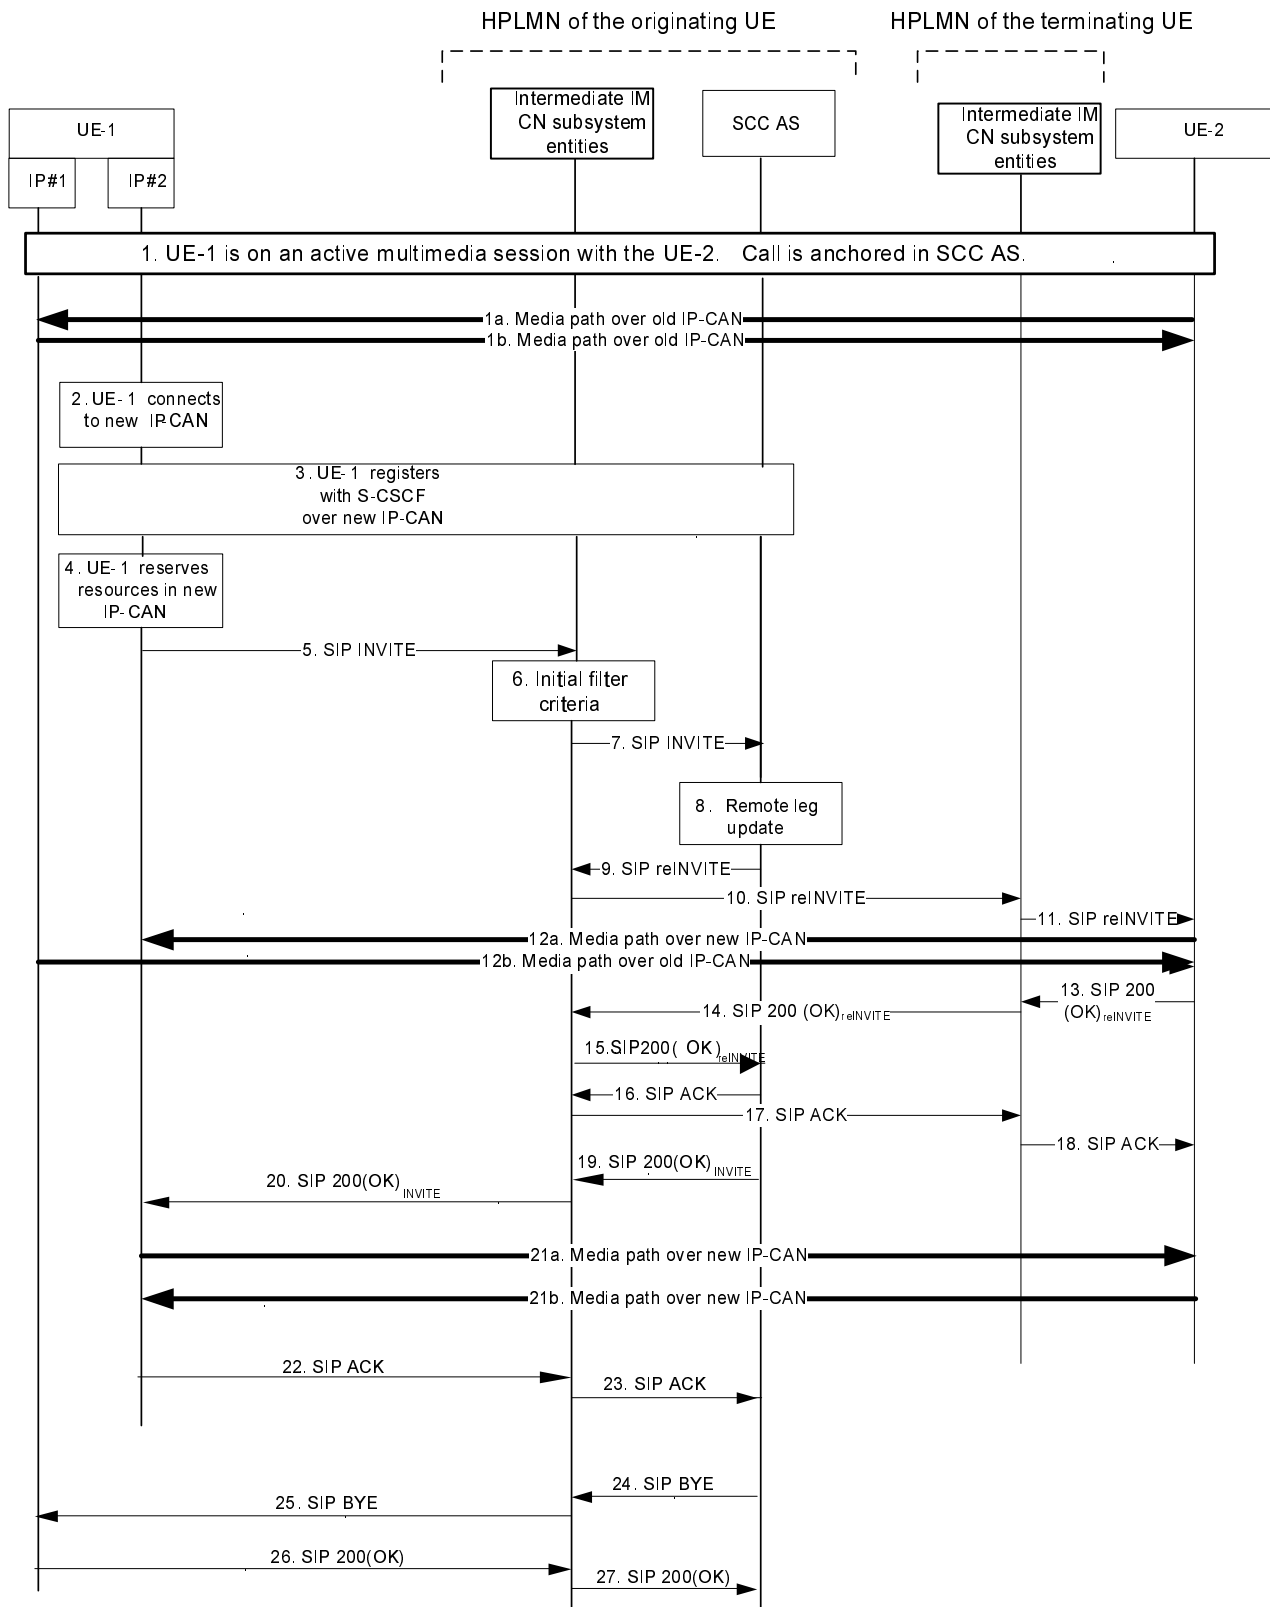 HPLMN of the originating UE
HPLMN of the terminating UE
Intermediate IM
CN subsystem
entities
SCC AS
Intermediate IM
CN subsystem
entities
UE-1
UE-2
IP#1
IP#2
1. UE-1 is on an active multimedia session with the UE-2. Call is anchored in SCC AS.
1a. Media path over old IP-CAN
1b. Media path over old IP-CAN
2. UE-1 connects
to new IP-CAN
3. UE-1 registers
with S-CSCF
over new IP-CAN
4. UE-1 reserves
resources in new
IP-CAN
5. SIP INVITE
6. Initial filter
criteria
7. SIP INVITE
8. Remote leg
update
9. SIP reINVITE
10. SIP reINVITE
11. SIP reINVITE
12a. Media path over new IP-CAN
12b. Media path over old IP-CAN
13. SIP 200
(OK)reINVITE
14. SIP 200 (OK)reINVITE
15.SIP200( OK)reINVITE
16. SIP ACK
17. SIP ACK
18. SIP ACK
19. SIP 200(OK)INVITE
20. SIP 200(OK)INVITE
21a. Media path over new IP-CAN
21b. Media path over new IP-CAN
22. SIP ACK
23. SIP ACK
24. SIP BYE
25. SIP BYE
26. SIP 200(OK)
27. SIP 200(OK)